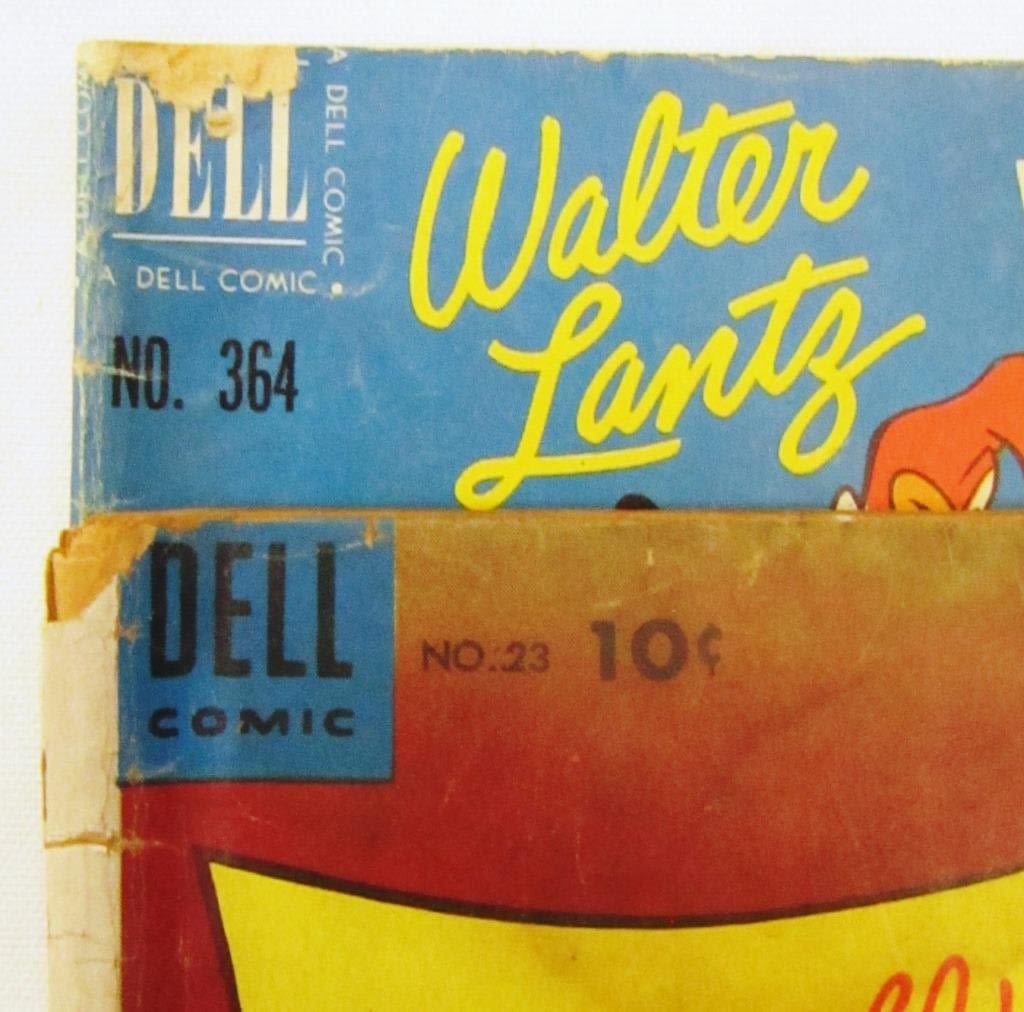 DELL
A DELL COMIC
A DELL COMIC
NO. 364
Walter
Lantz
DELL
COMIC
NO. 23 10¢